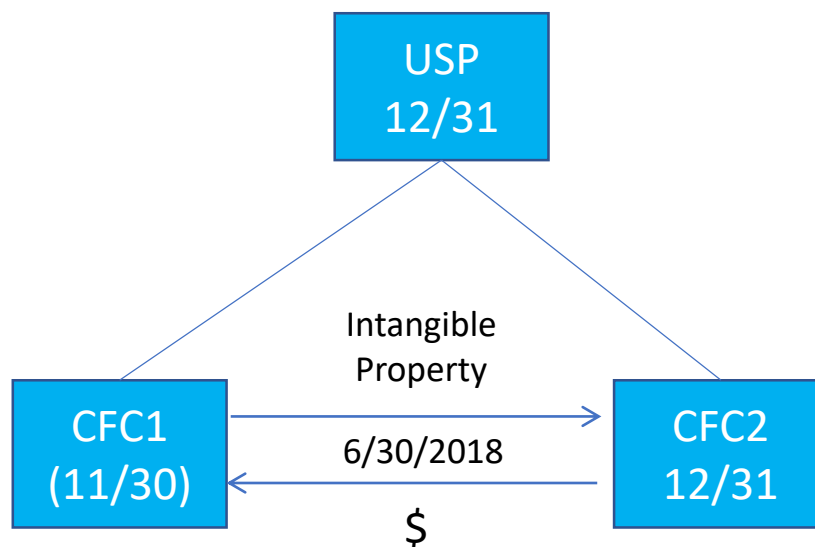 USP
12/31
Intangible
Property
CFC1
(11/30)
6/30/2018
CFC2
12/31
$